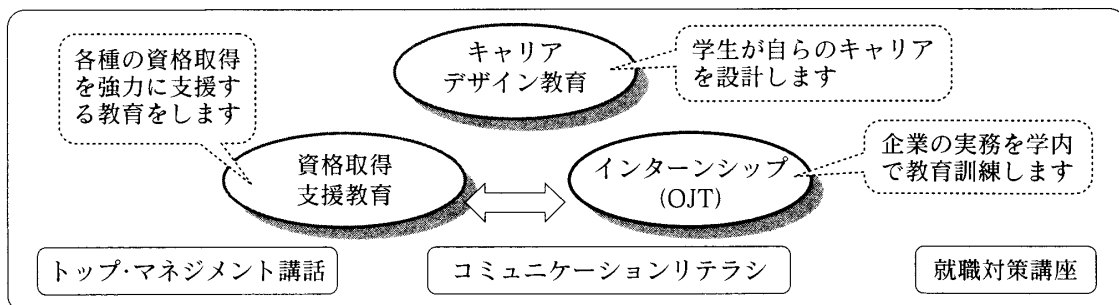 各種の資格取得
を強力に支援す
る教育をします
キャリア
デザイン教育
学生が自らのキャリア
を設計します
資格取得
支援教育
インターンシップ
(OJT)
企業の実務を学内
で教育訓練します
トップ・マネジメント講話
コミュニケーションリテラシ
就職対策講座